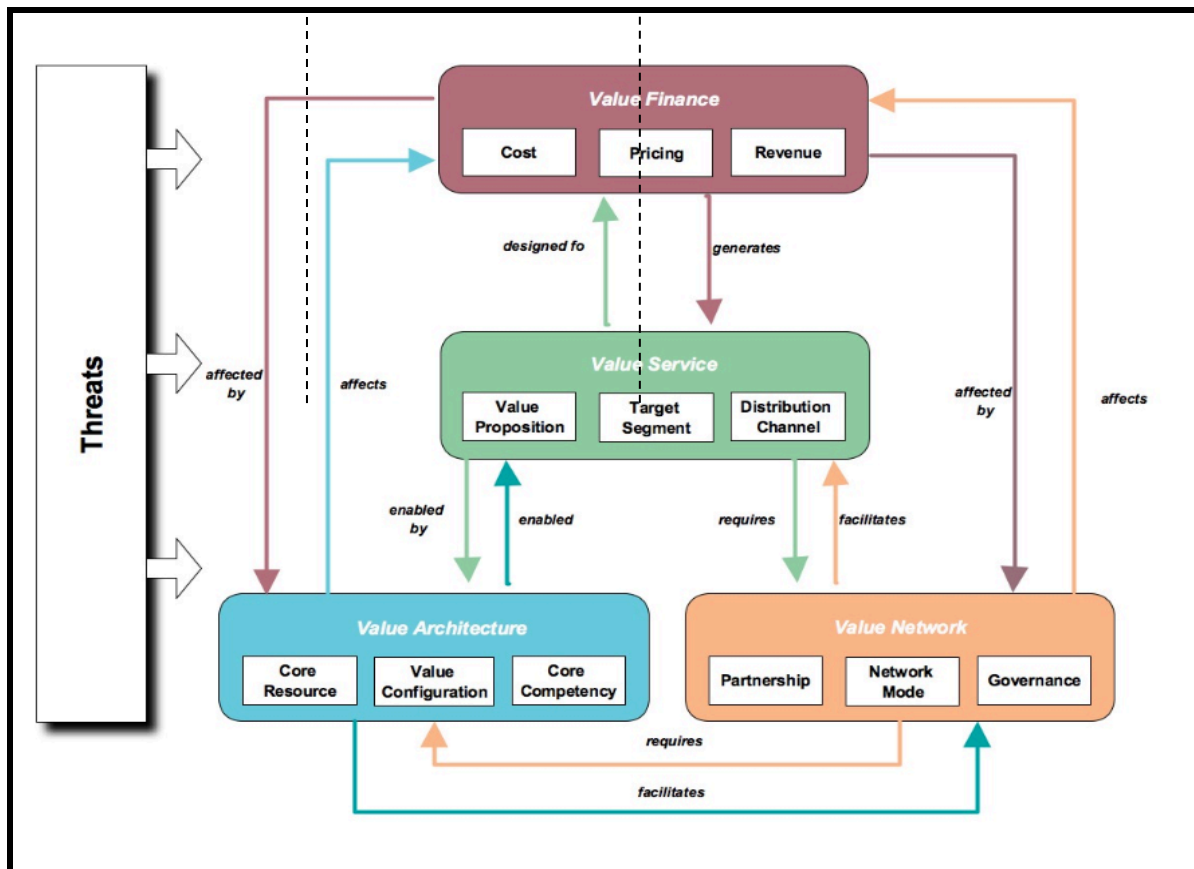 Threats
Value Finance
Cost
Pricing
Revenue
designed fo
generates
Value Service
Value
Proposition
Target
Segment
Distribution
Channel
affected
by
affects
affected
by
affects
enabled
by
enabled
requires
facilitates
Value Architecture
Core
Resource
Value
Configuration
Core
Competency
Value Network
Partnership
Network
Mode
Governance
requires
facilitates